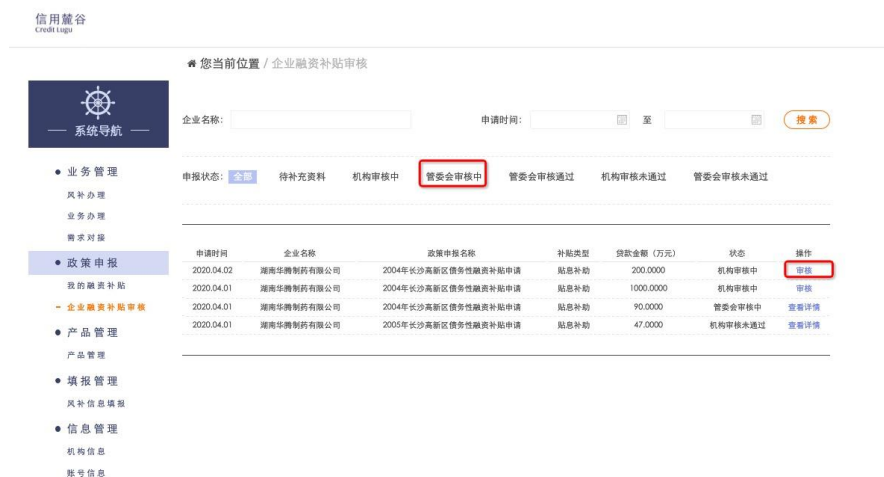 信用麓谷
Credit Lugu
您当前位置 / 企业融资补贴审核
系统导航
企业名称: 申请时间: 至 搜索
申报状态: 全部 待补充资料 机构审核中 管委会审核中 管委会审核通过 机构审核未通过 管委会审核未通过
业务管理
风补办理
业务办理
需求对接
政策申报
我的融资补贴
企业融资补贴审核
产品管理
产品管理
填报管理
风补信息填报
信息管理
机构信息
账号信息
申请时间 企业名称 政策申报名称 补贴类型 贷款金额（万元） 状态 操作
2020.04.02 湖南华腾制药有限公司 2004年长沙高新区债务性融资补贴申请 贴息补助 200.0000 机构审核中 审核
2020.04.01 湖南华腾制药有限公司 2004年长沙高新区债务性融资补贴申请 贴息补助 1000.0000 机构审核中 审核
2020.04.01 湖南华腾制药有限公司 2004年长沙高新区债务性融资补贴申请 贴息补助 90.0000 管委会审核中 查看详情
2020.04.01 湖南华腾制药有限公司 2005年长沙高新区债务性融资补贴申请 贴息补助 47.0000 机构审核未通过 查看详情